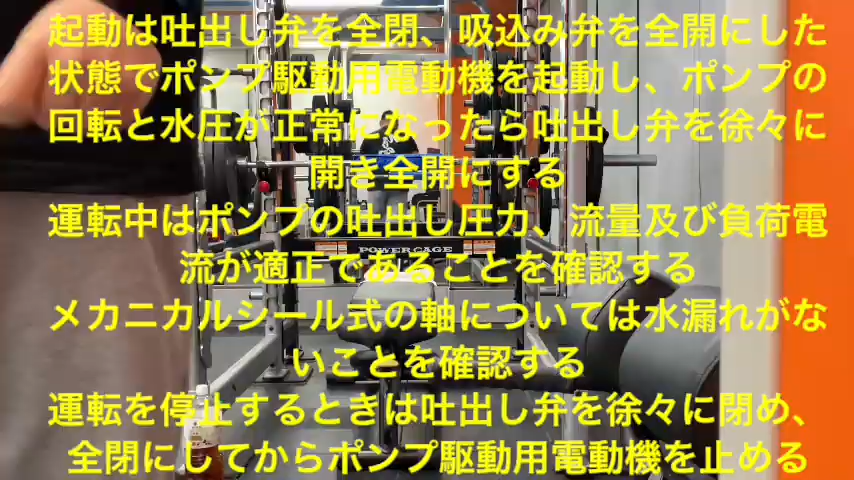 起動は吐出し弁を全閉、吸込み弁を全開にした
状態でポンプ駆動用電動機を起動し、ポンプの
回転と水圧が正常になったら吐出し弁を徐々に
開き全開にする
運転中はポンプの吐出し圧力、流量及び負荷電
流が適正であることを確認する
POWER CAGE
メカニカルシール式の軸については水漏れがな
いことを確認する
運転を停止するときは吐出し弁を徐々に閉め、
全閉にしてからポンプ駆動用電動機を止める